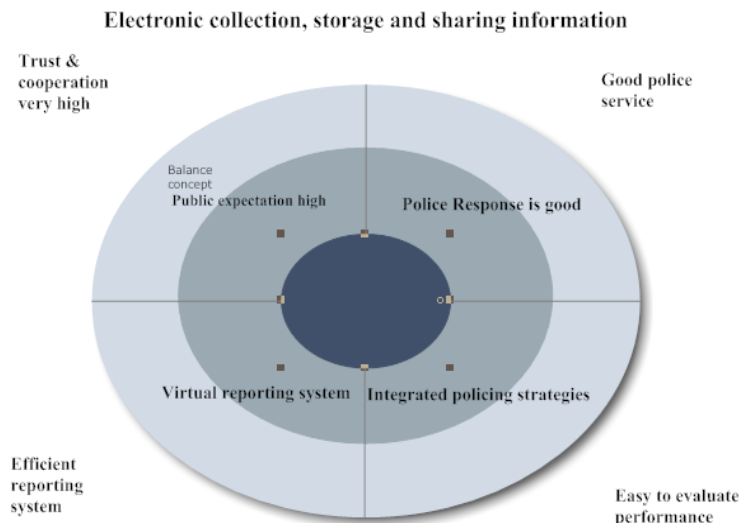 Electronic collection, storage and sharing information
Trust &
cooperation
very high
Good police
service
Balance
concept
Public expectation high
Police Response is good
Virtual reporting system
Integrated policing strategies
Efficient
reporting
system
Easy to evaluate
performance